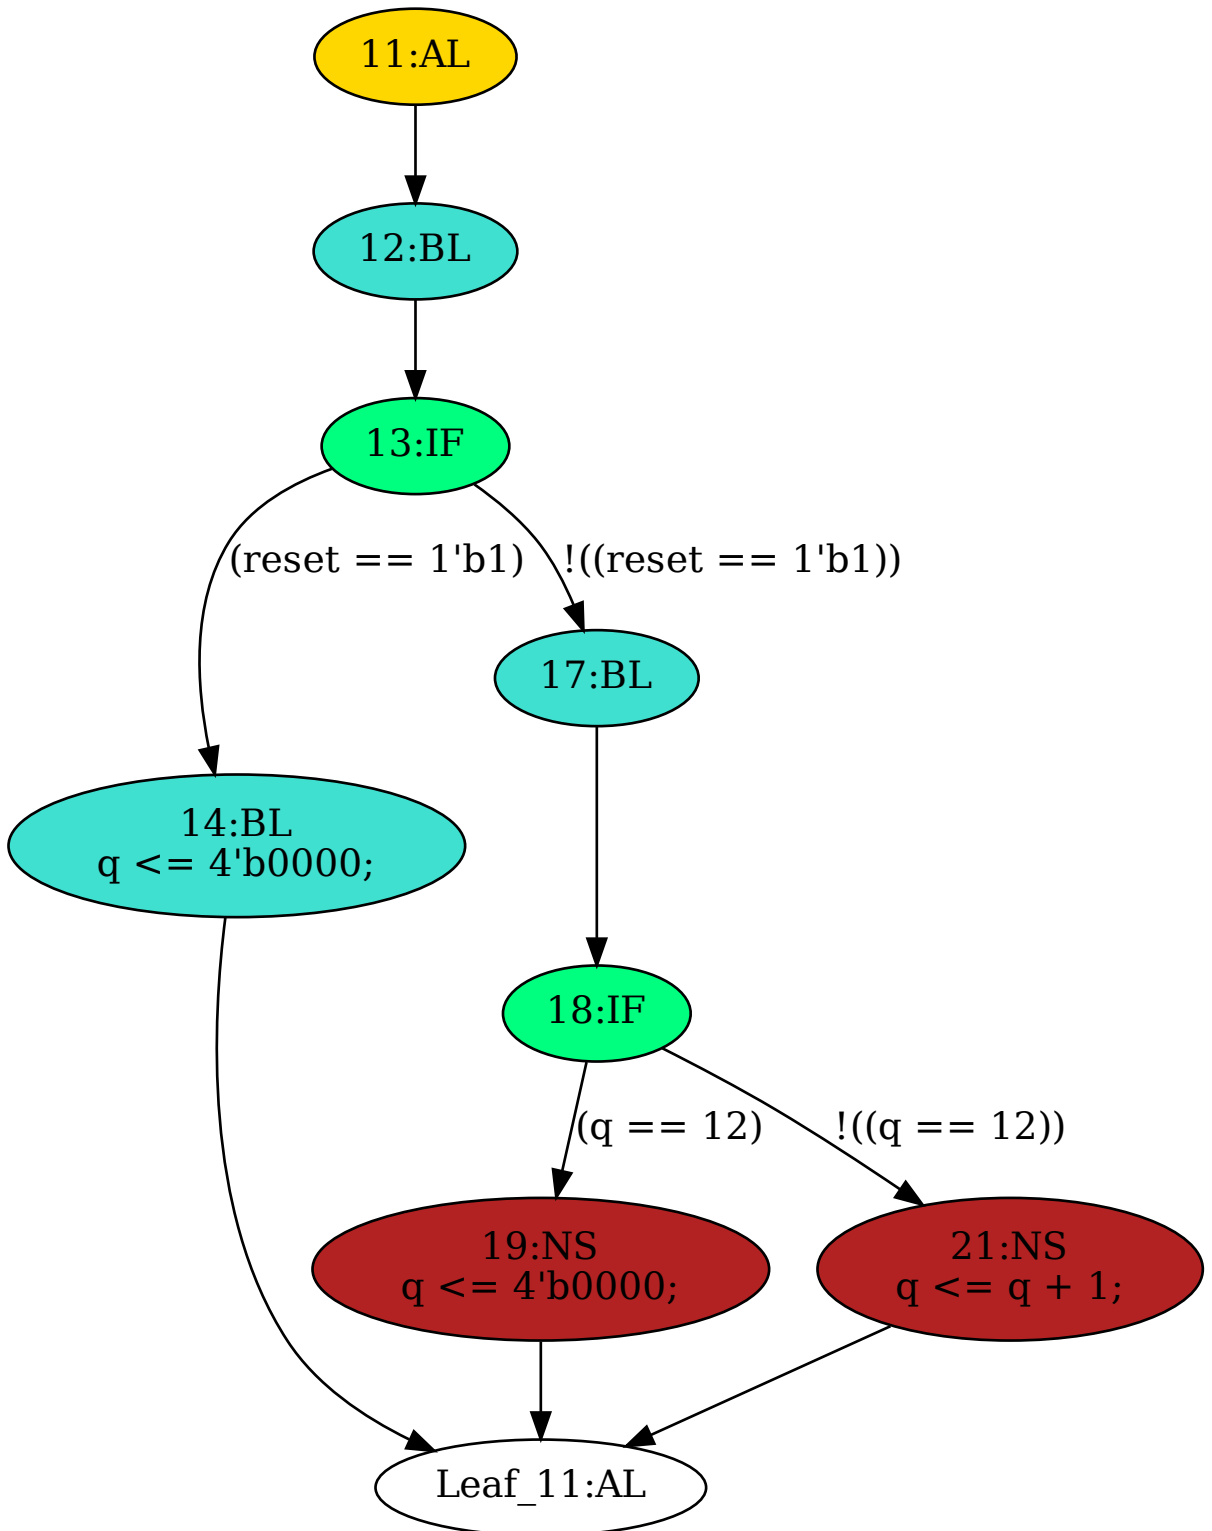 11:AL
12:BL
13:IF
(reset == 1'b1)
!((reset == 1'b1))
17:BL
14:BL
q <= 4'b0000;
18:IF
(q == 12)
!((q == 12))
19:NS
q <= 4'b0000;
21:NS
q <= q + 1;
Leaf_11:AL